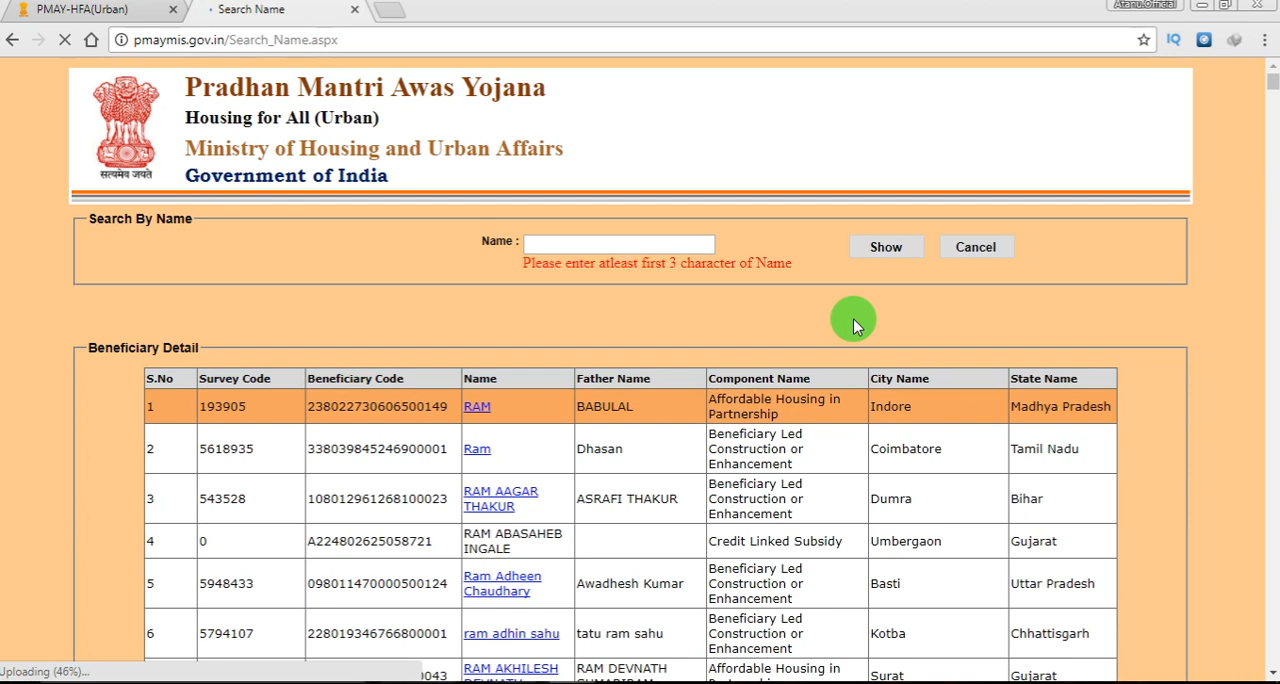 PMAY-HFA(Urban)
Search Name
Atanu.Official
pmaymis.gov.in/Search_Name.aspx
IQ
Pradhan Mantri Awas Yojana
Housing for All (Urban)
Ministry of Housing and Urban Affairs
Government of India
सत्यमेव जयते
Search By Name
Name :
Show
Cancel
Please enter atleast first 3 character of Name
Beneficiary Detail
S.No Survey Code Beneficiary Code Name Father Name Component Name City Name State Name
1 193905 238022730606500149 RAM BABULAL Affordable Housing in Partnership Indore Madhya Pradesh
2 5618935 338039845246900001 Ram Dhasan Beneficiary Led Construction or Enhancement Coimbatore Tamil Nadu
3 543528 108012961268100023 RAM AAGAR THAKUR ASRAFI THAKUR Beneficiary Led Construction or Enhancement Dumra Bihar
4 0 A224802625058721 RAM ABASAHEB INGALE Credit Linked Subsidy Umbergaon Gujarat
5 5948433 098011470000500124 Ram Adheen Chaudhary Awadhesh Kumar Beneficiary Led Construction or Enhancement Basti Uttar Pradesh
6 5794107 228019346766800001 ram adhin sahu tatu ram sahu Beneficiary Led Construction or Enhancement Kotba Chhattisgarh
RAM AKHILESH RAM DEVNATH Affordable Housing in Surat Gujarat
Uploading (46%)...